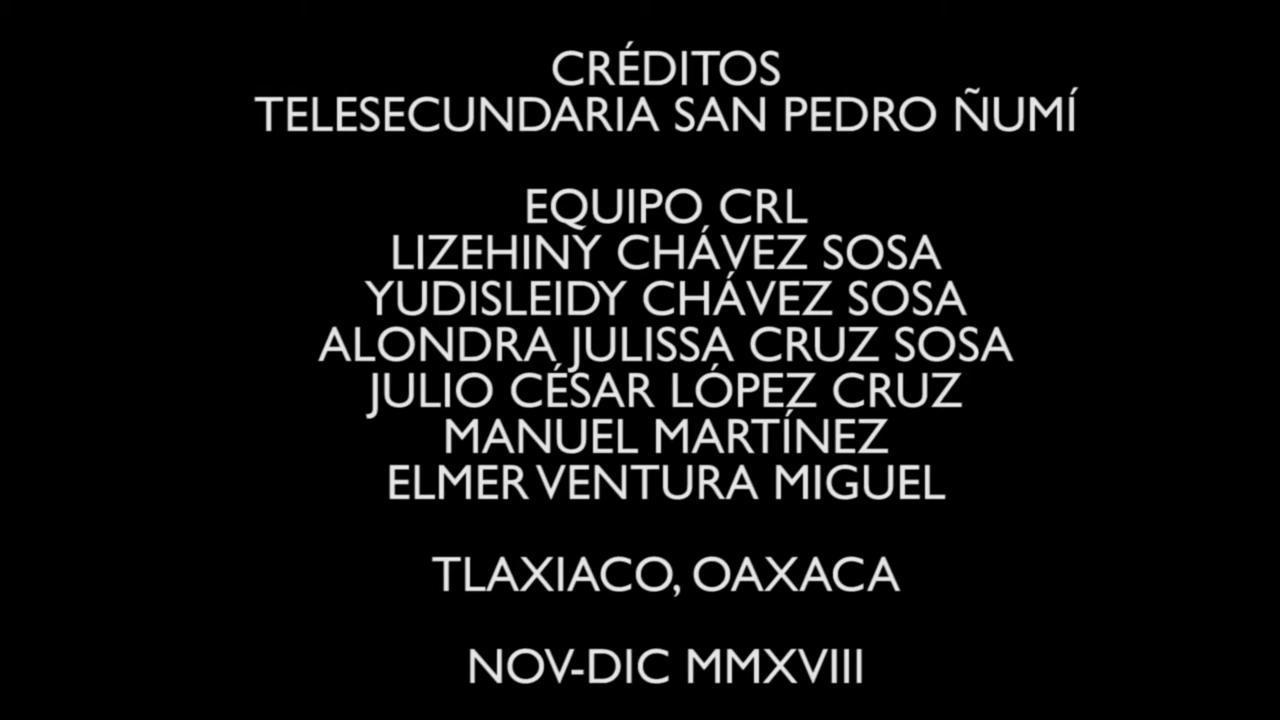 CRÉDITOS
TELESECUNDARIA SAN PEDRO ÑUMÍ
EQUIPO CRL
LIZEHINY CHÁVEZ SOSA
YUDISLEIDY CHÁVEZ SOSA
ALONDRA JULISSA CRUZ SOSA
JULIO CÉSAR LÓPEZ CRUZ
MANUEL MARTÍNEZ
ELMER VENTURA MIGUEL
TLAXIACO, OAXACA
NOV-DIC MMXVIII